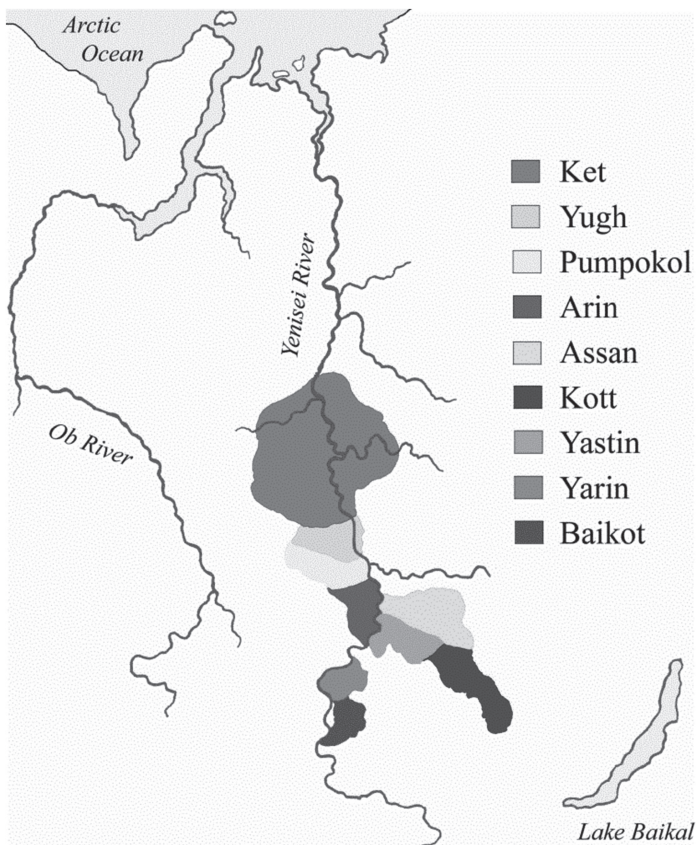 Arctic
Ocean
Yenisei River
Ob River
Ket
Yugh
Pumpokol
Arin
Assan
Kott
Yastin
Yarin
Baikot
Lake Baikal